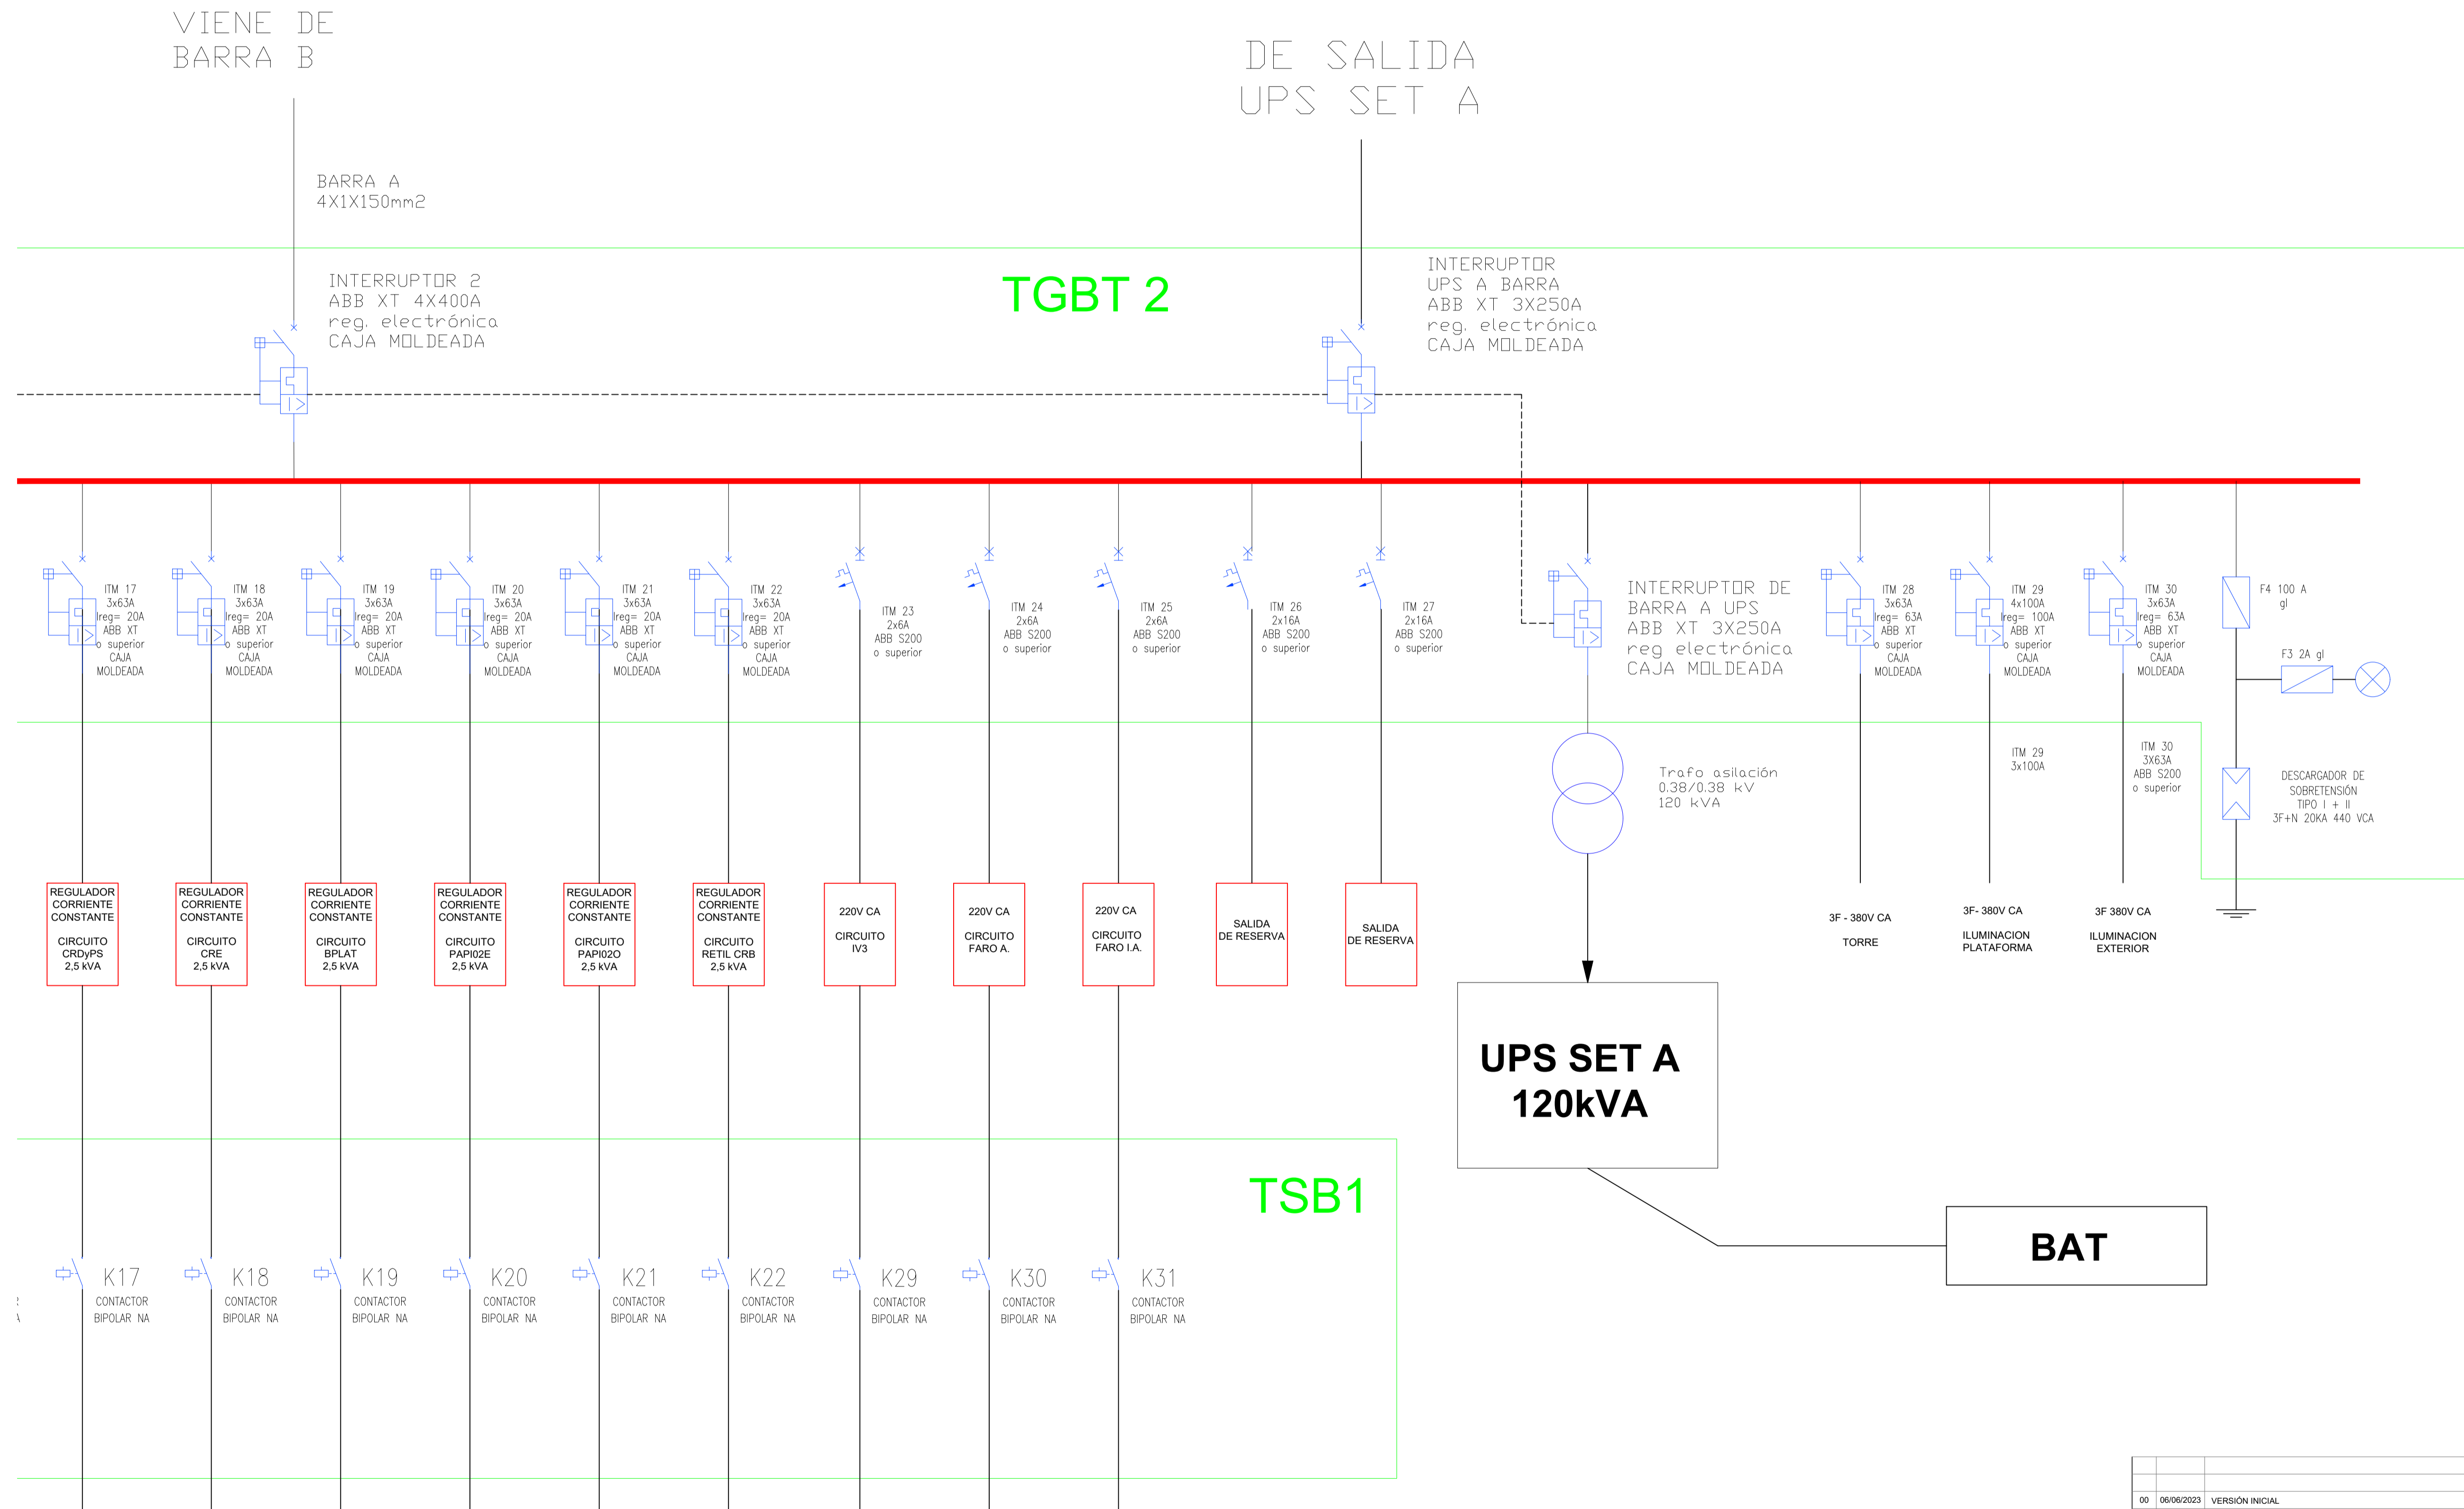 VIENE DE
BARRA B
DE SALIDA
UPS SET A
BARRA A
4X1X150mm2
INTERRUPTOR 2
ABB XT 4X400A
reg. electrónica
CAJA MOLDEADA
TGBT 2
INTERRUPTOR
UPS A BARRA
ABB XT 3X250A
reg. electrónica
CAJA MOLDEADA
ITM 17
3x63A
Ireg= 20A
ABB XT
o superior
CAJA
MOLDEADA
ITM 18
3x63A
Ireg= 20A
ABB XT
o superior
CAJA
MOLDEADA
ITM 19
3x63A
Ireg= 20A
ABB XT
o superior
CAJA
MOLDEADA
ITM 20
3x63A
Ireg= 20A
ABB XT
o superior
CAJA
MOLDEADA
ITM 21
3x63A
Ireg= 20A
ABB XT
o superior
CAJA
MOLDEADA
ITM 22
3x63A
Ireg= 20A
ABB XT
o superior
CAJA
MOLDEADA
ITM 23
2x6A
ABB S200
o superior
ITM 24
2x6A
ABB S200
o superior
ITM 25
2x6A
ABB S200
o superior
ITM 26
2x16A
ABB S200
o superior
ITM 27
2x16A
ABB S200
o superior
INTERRUPTOR DE
BARRA A UPS
ABB XT 3X250A
reg electrónica
CAJA MOLDEADA
ITM 28
3x63A
Ireg= 63A
ABB XT
o superior
CAJA
MOLDEADA
ITM 29
4x100A
Ireg= 100A
ABB XT
o superior
CAJA
MOLDEADA
ITM 30
3x63A
Ireg= 63A
ABB XT
o superior
CAJA
MOLDEADA
F4 100 A
gl
F3 2A gl
Trafo asilación
0.38/0.38 kV
120 kVA
ITM 29
3x100A
ITM 30
3X63A
ABB S200
o superior
DESCARGADOR DE
SOBRETENSIÓN
TIPO I + II
3F+N 20KA 440 VCA
REGULADOR
CORRIENTE
CONSTANTE
CIRCUITO
CRDyPS
2,5 kVA
REGULADOR
CORRIENTE
CONSTANTE
CIRCUITO
CRE
2,5 kVA
REGULADOR
CORRIENTE
CONSTANTE
CIRCUITO
BPLAT
2,5 kVA
REGULADOR
CORRIENTE
CONSTANTE
CIRCUITO
PAPI02E
2,5 kVA
REGULADOR
CORRIENTE
CONSTANTE
CIRCUITO
PAPI02O
2,5 kVA
REGULADOR
CORRIENTE
CONSTANTE
CIRCUITO
RETIL CRB
2,5 kVA
220V CA
CIRCUITO
IV3
220V CA
CIRCUITO
FARO A.
220V CA
CIRCUITO
FARO I.A.
SALIDA
DE RESERVA
SALIDA
DE RESERVA
3F - 380V CA
TORRE
3F- 380V CA
ILUMINACION
PLATAFORMA
3F 380V CA
ILUMINACION
EXTERIOR
UPS SET A
120kVA
BAT
TSB1
K17
CONTACTOR
BIPOLAR NA
K18
CONTACTOR
BIPOLAR NA
K19
CONTACTOR
BIPOLAR NA
K20
CONTACTOR
BIPOLAR NA
K21
CONTACTOR
BIPOLAR NA
K22
CONTACTOR
BIPOLAR NA
K29
CONTACTOR
BIPOLAR NA
K30
CONTACTOR
BIPOLAR NA
K31
CONTACTOR
BIPOLAR NA
00 06/06/2023 VERSIÓN INICIAL